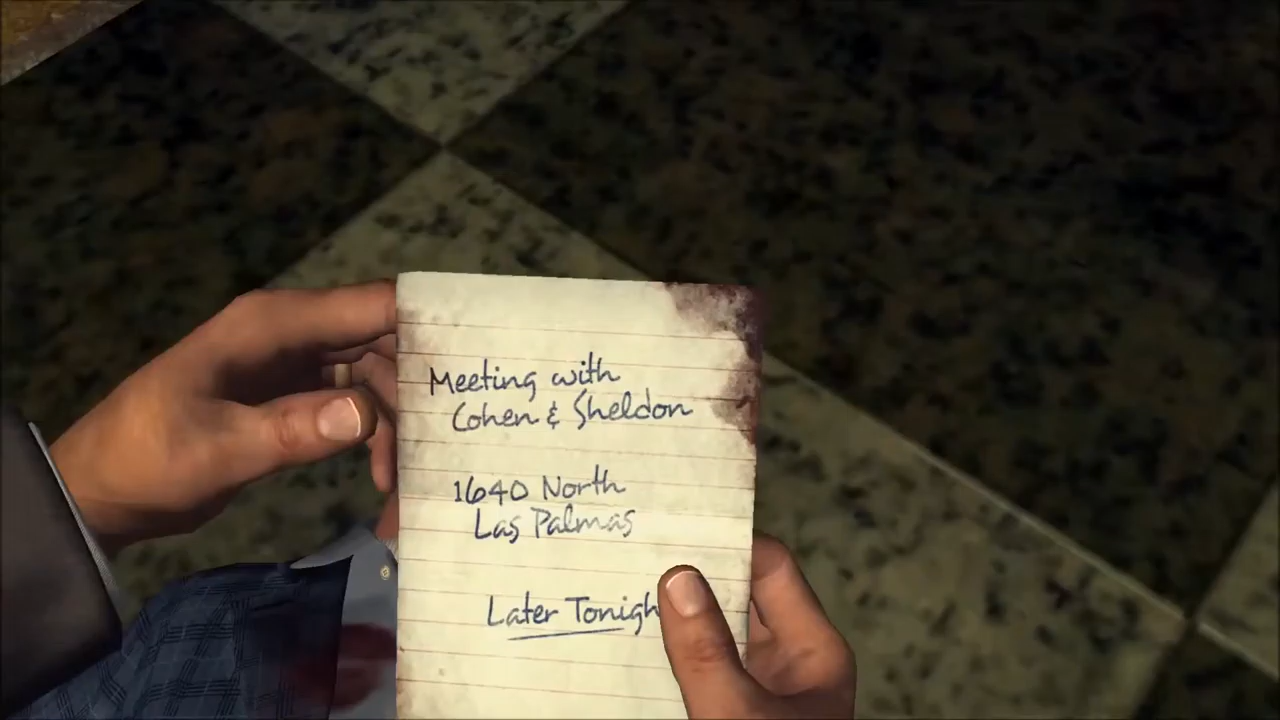 Meeting with
Cohen & Sheldon
1640 North
Las Palmas
Later Tonigh